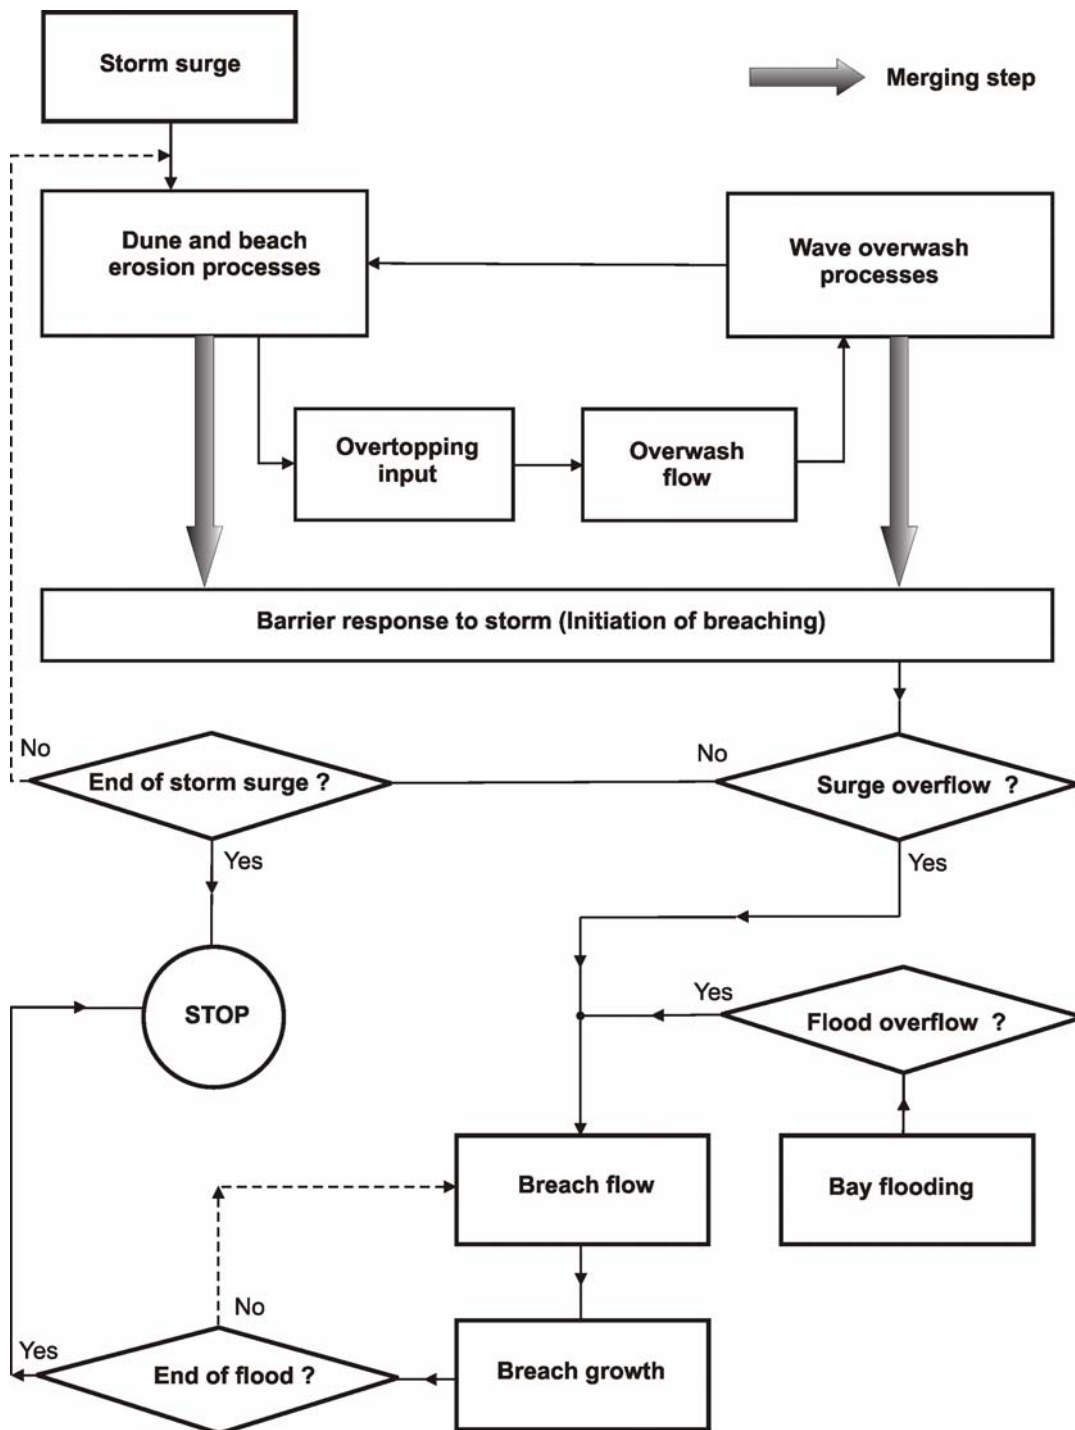 Storm surge
Merging step
Dune and beach
erosion processes
Wave overwash
processes
Overtopping
input
Overwash
flow
Barrier response to storm (Initiation of breaching)
No
End of storm surge ?
No
Surge overflow ?
Yes
Yes
STOP
Yes
Flood overflow ?
Breach flow
Bay flooding
No
Yes
End of flood ?
Breach growth